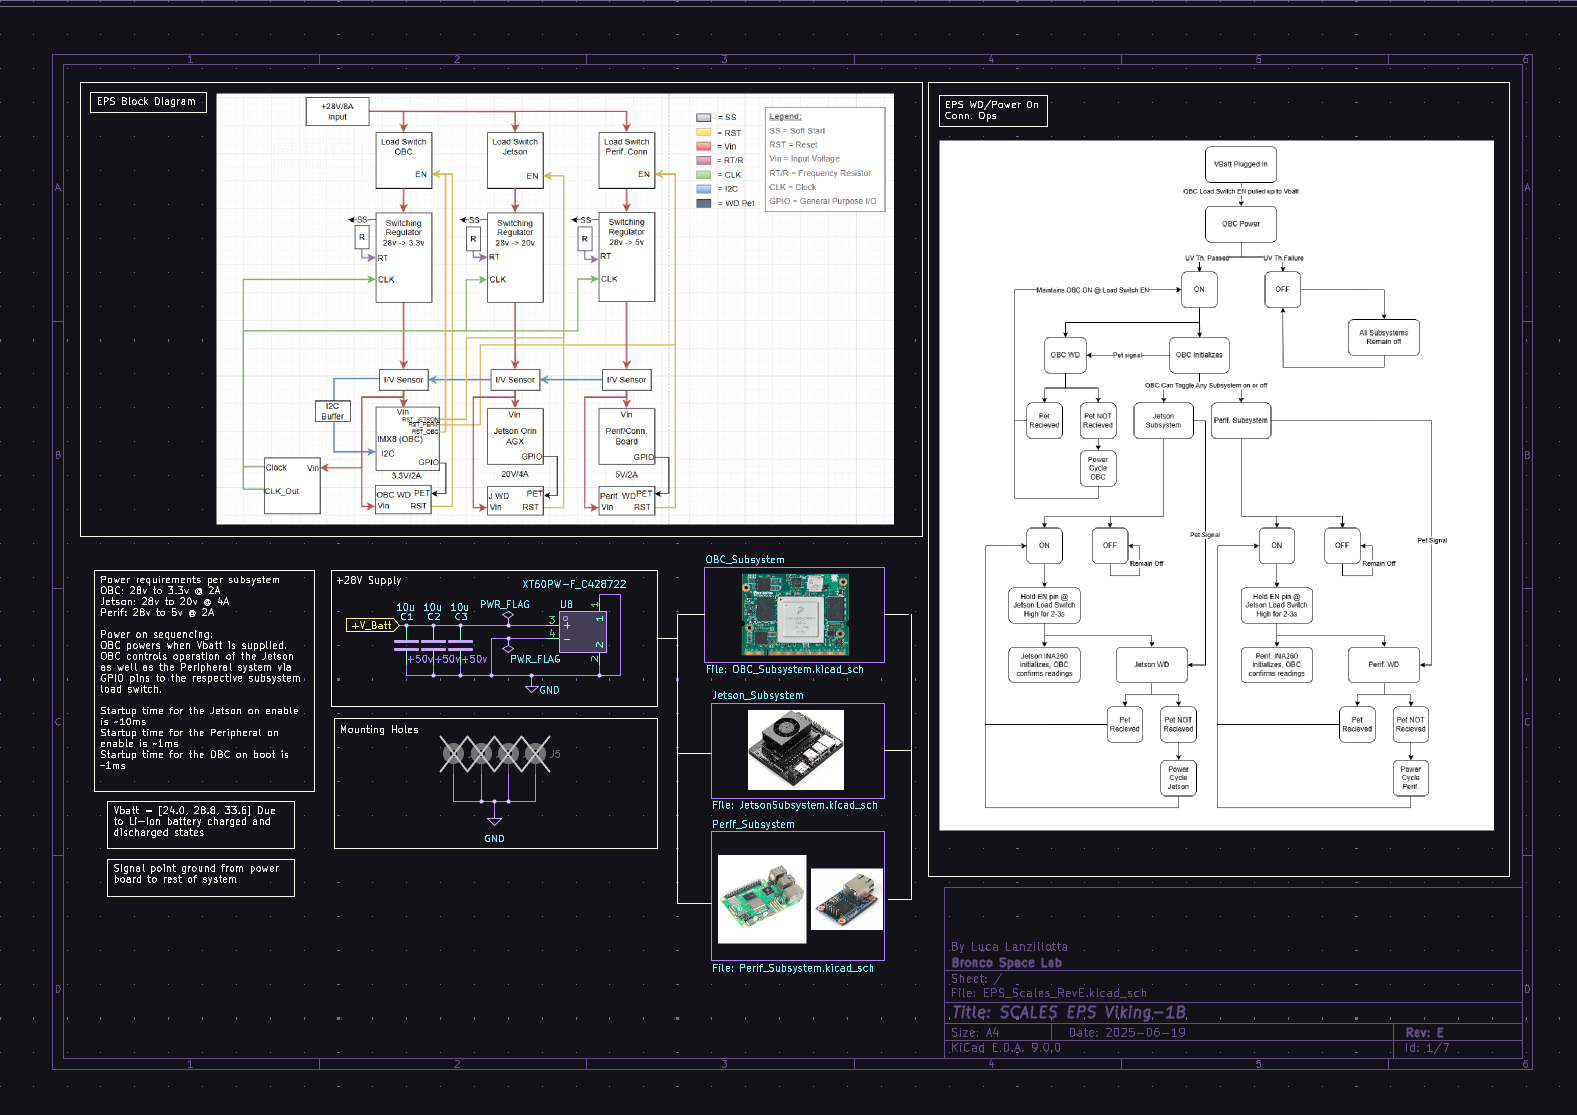 EPS Block Diagram
+28V/8A
Input
Load Switch
OBC
EN
Load Switch
Jetson
EN
Load Switch
Perif. Conn
EN
SS
R
Switching
Regulator
28v -> 3.3v
RT
CLK
SS
R
Switching
Regulator
28v -> 20v
RT
CLK
SS
R
Switching
Regulator
28v -> 5v
RT
CLK
I/V Sensor
I/V Sensor
I/V Sensor
I2C
Buffer
Vin
RST_JETSON
RST_PERIF
RST_OBC
IMX8 (OBC)
I2C
GPIO
3.3V/2A
Vin
Jetson Orin
AGX
GPIO
20V/4A
Vin
Perif/Conn.
Board
GPIO
5V/2A
Clock
Vin
CLK_Out
OBC WD
PET
Vin
RST
J WD
PET
Vin
RST
Perif. WD
PET
Vin
RST
= SS
= RST
= Vin
= RT/R
= CLK
= I2C
= WD Pet
Legend:
SS = Soft Start
RST = Reset
Vin = Input Voltage
RT/R = Frequency Resistor
CLK = Clock
GPIO = General Purpose I/O
EPS WD/Power On
Conn. Ops
VBatt Plugged In
OBC Load Switch EN pulled up to Vbatt
OBC Power
UV Th. Passed
UV Th.Failure
Maintains OBC ON @ Load Switch EN
ON
OFF
All Subsystems
Remain off
OBC WD
Pet signal
OBC Initializes
OBC Can Toggle Any Subsystem on or off
Pet
Recieved
Pet NOT
Recieved
Jetson
Subsystem
Perif. Subsystem
Power
Cycle
OBC
Pet Signal
Pet Signal
ON
OFF
Remain Off
ON
OFF
Remain Off
Hold EN pin @
Jetson Load Switch
High for 2-3s
Hold EN pin @
Jetson Load Switch
High for 2-3s
Jetson INA260
initializes, OBC
confirms readings
Jetson WD
Perif. INA260
initializes, OBC
confirms readings
Perif. WD
Pet
Recieved
Pet NOT
Recieved
Pet
Recieved
Pet NOT
Recieved
Power
Cycle
Jetson
Power
Cycle
Perif.
Power requirements per subsystem
OBC: 28v to 3.3v @ 2A
Jetson: 28v to 20v @ 4A
Perif: 28v to 5v @ 2A
Power on sequencing:
OBC powers when Vbatt is supplied.
OBC controls operation of the Jetson
as well as the Peripheral system via
GPIO pins to the respective subsystem
load switch.
Startup time for the Jetson on enable
is ~10ms
Startup time for the Peripheral on
enable is ~1ms
Startup time for the OBC on boot is
~1ms
Vbatt = [24.0, 28.8, 33.6] Due
to Li-Ion battery charged and
discharged states
Signal point ground from power
board to rest of system
+28V Supply
XT60PW-F_C428722
U8
+V_Batt
10u
C1
10u
C2
10u
C3
+50v
+50v
+50v
PWR_FLAG
PWR_FLAG
3
4
1
1
2
2
GND
Mounting Holes
J5
GND
OBC_Subsystem
File: OBC_Subsystem.kicad_sch
Jetson_Subsystem
File: JetsonSubsystem.kicad_sch
Perif_Subsystem
File: Perif_Subsystem.kicad_sch
By Luca Lanzillotta
Bronco Space Lab
Sheet: /
File: EPS_Scales_RevE.kicad_sch
Title: SCALES EPS Viking-1B
Size: A4
Date: 2025-06-19
Rev: E
KiCad E.D.A. 9.0.0
Id: 1/7
1
2
3
4
5
6
A
B
C
D
A
B
C
D
1
2
3
4
5
6